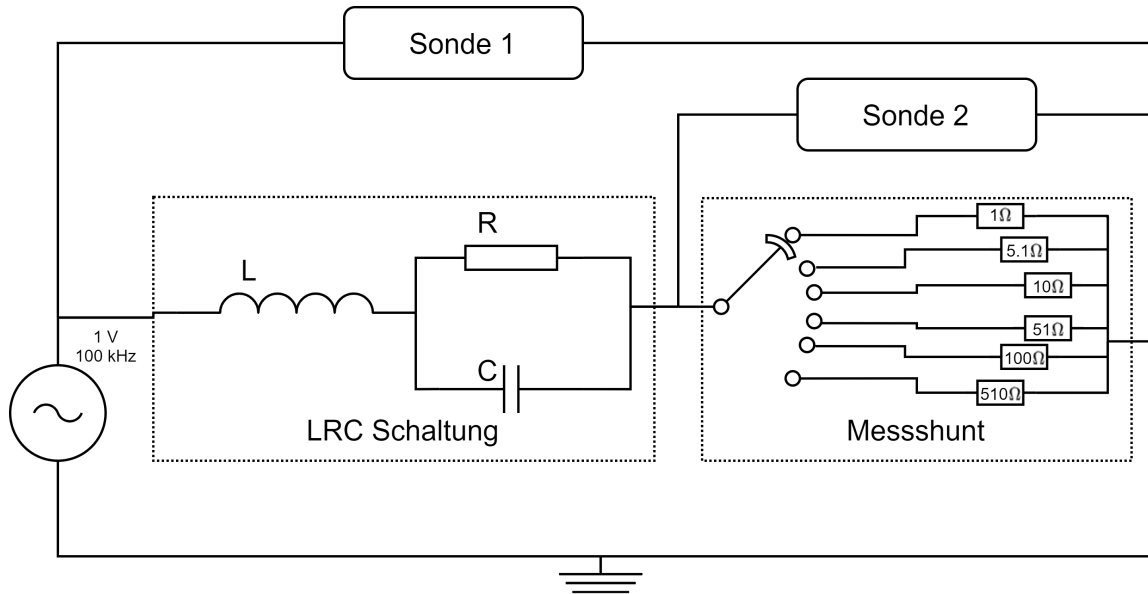 Sonde 1
Sonde 2
R
L
C
1 V
100 kHz
LRC Schaltung
1Ω
5.1Ω
10Ω
51Ω
100Ω
510Ω
Messshunt